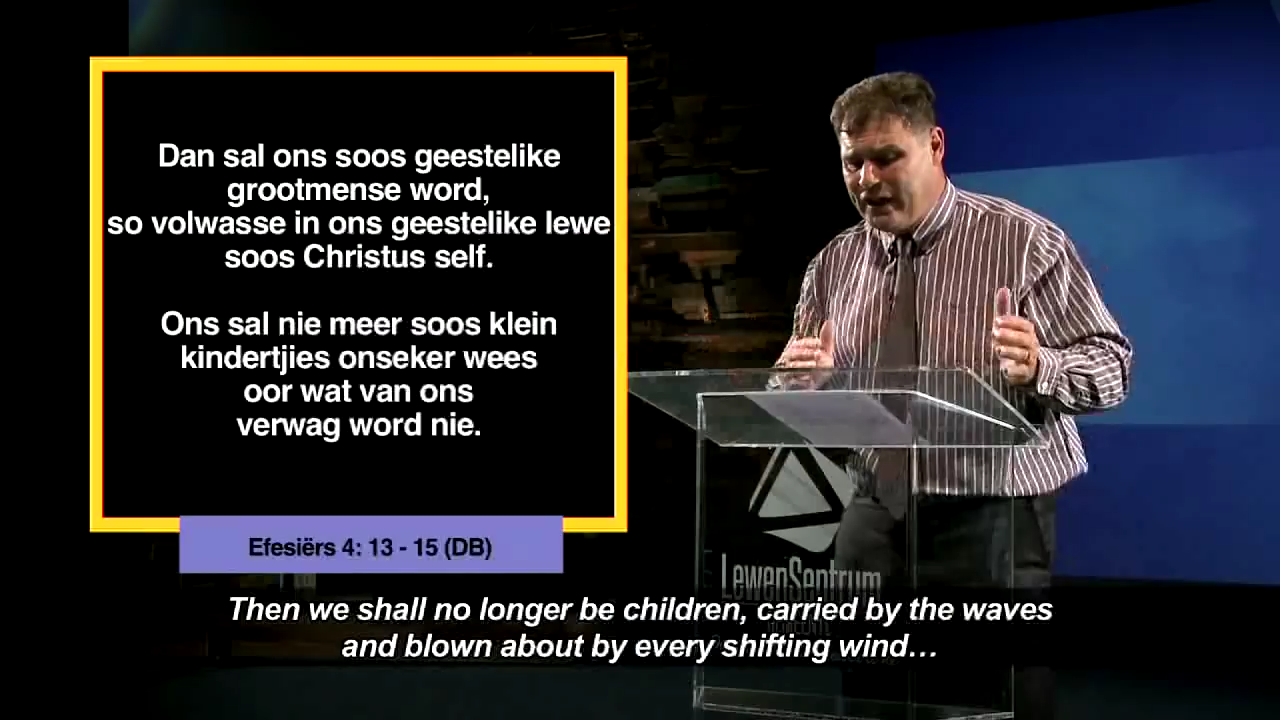 Dan sal ons soos geestelike
grootmense word,
so volwasse in ons geestelike lewe
soos Christus self.
Ons sal nie meer soos klein
kindertjies onseker wees
oor wat van ons
verwag word nie.
Efesiërs 4: 13 - 15 (DB)
LewenSentrum
Then we shall no longer be children, carried by the waves
and blown about by every shifting wind...